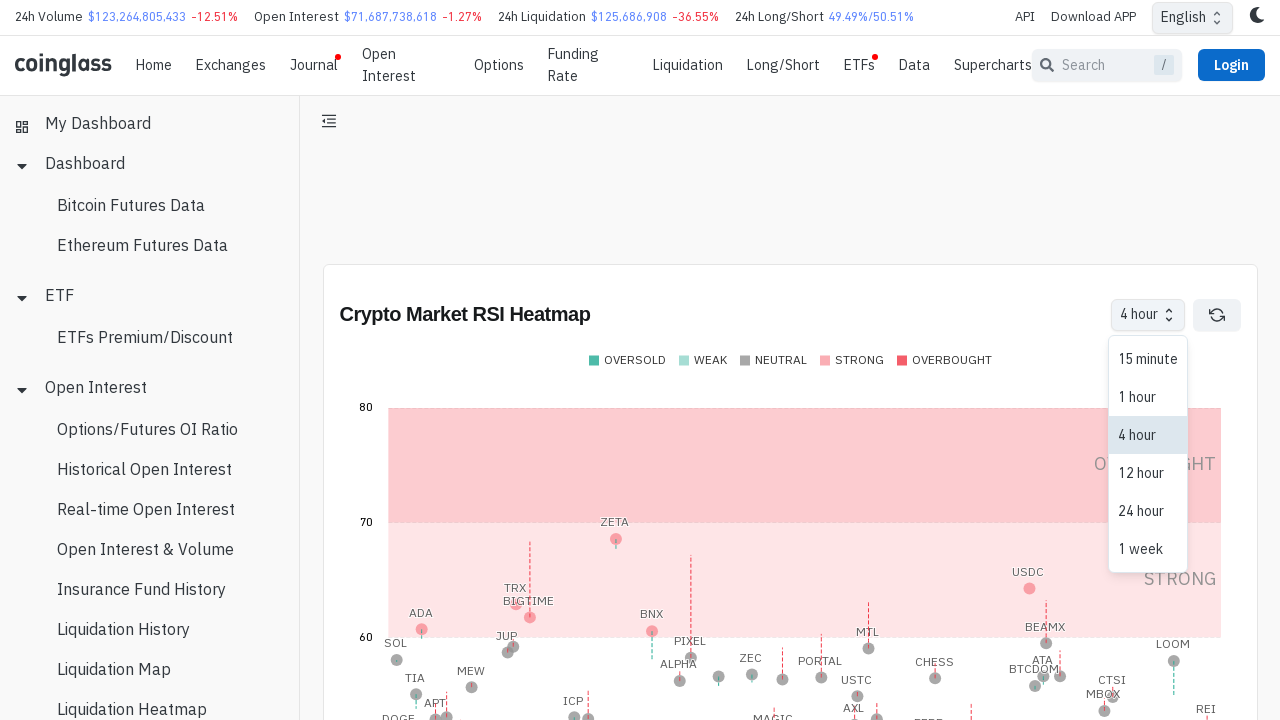 24h Volume $123,264,805,433 -12.51% Open Interest $71,687,738,618 -1.27% 24h Liquidation $125,686,908 -36.55% 24h Long/Short 49.49%/50.51% API Download APP English
coinglass Home Exchanges Journal Open Interest Options Funding Rate Liquidation Long/Short ETFs Data Supercharts Search / Login
My Dashboard
Dashboard
Bitcoin Futures Data
Ethereum Futures Data
ETF
ETFs Premium/Discount
Open Interest
Options/Futures OI Ratio
Historical Open Interest
Real-time Open Interest
Open Interest & Volume
Insurance Fund History
Liquidation History
Liquidation Map
Liquidation Heatmap
Crypto Market RSI Heatmap
4 hour
15 minute
1 hour
4 hour
12 hour
24 hour
1 week
OVERSOLD WEAK NEUTRAL STRONG OVERBOUGHT
80
70
ZETA
STRONG
USDC
TRX
BIGTIME
ADA
BNX
BEAMX
MTL
60
SOL
JUP
PIXEL
LOOM
ZEC
PORTAL
ALPHA
CHESS
ATA
BTCDOM
MEW
TIA
USTC
CTSI
MBOX
ICP
APT
AXL
REI